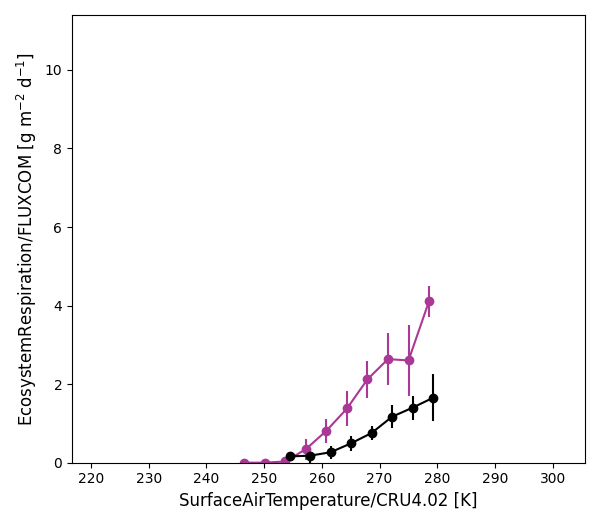 EcosystemRespiration/FLUXCOM [g m⁻² d⁻¹]
10
8
6
4
2
0
220 230 240 250 260 270 280 290 300
SurfaceAirTemperature/CRU4.02 [K]